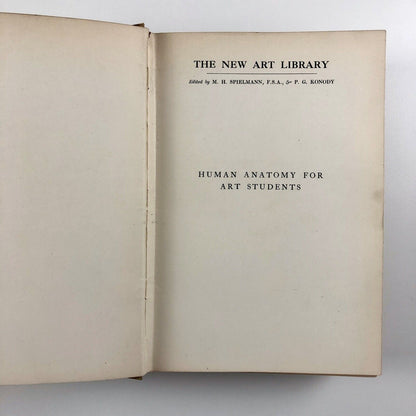 THE NEW ART LIBRARY
Edited by M. H. SPIELMANN, F.S.A., & P. G. KONODY
HUMAN ANATOMY FOR
ART STUDENTS